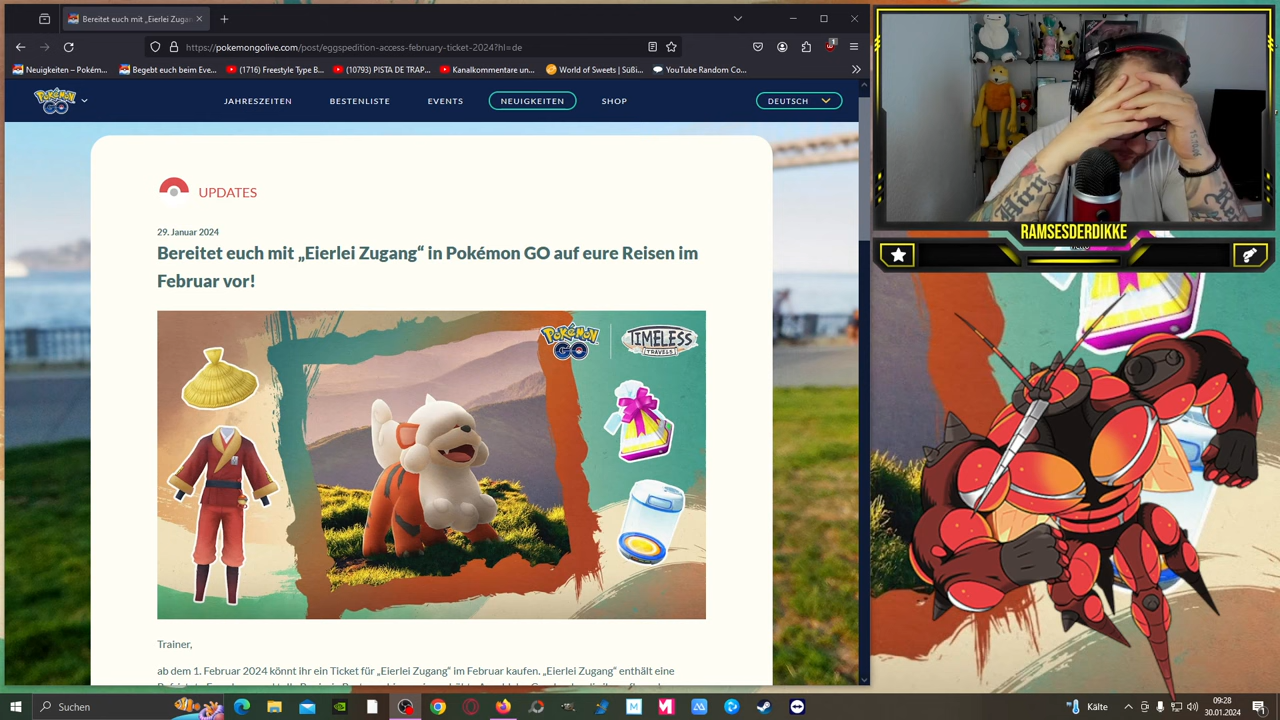 Bereitet euch mit „Eierlei Zugan
https://pokemongolive.com/post/eggspedition-access-february-ticket-2024?hl=de
1
Neuigkeiten – Pokém...
Begebt euch beim Eve...
(1716) Freestyle Type B...
(10793) PISTA DE TRAP...
Kanalkommentare un...
World of Sweets | Süßi...
YouTube Random Co...
Pokémon GO
JAHRESZEITEN
BESTENLISTE
EVENTS
NEUIGKEITEN
SHOP
DEUTSCH
UPDATES
29. Januar 2024
Bereitet euch mit „Eierlei Zugang“ in Pokémon GO auf eure Reisen im
Februar vor!
Pokémon GO
TIMELESS
TRAVELS
Trainer,
ab dem 1. Februar 2024 könnt ihr ein Ticket für „Eierlei Zugang“ im Februar kaufen. „Eierlei Zugang“ enthält eine
RAMSESDERDIKKE
Suchen
Kälte
09:28
30.01.2024